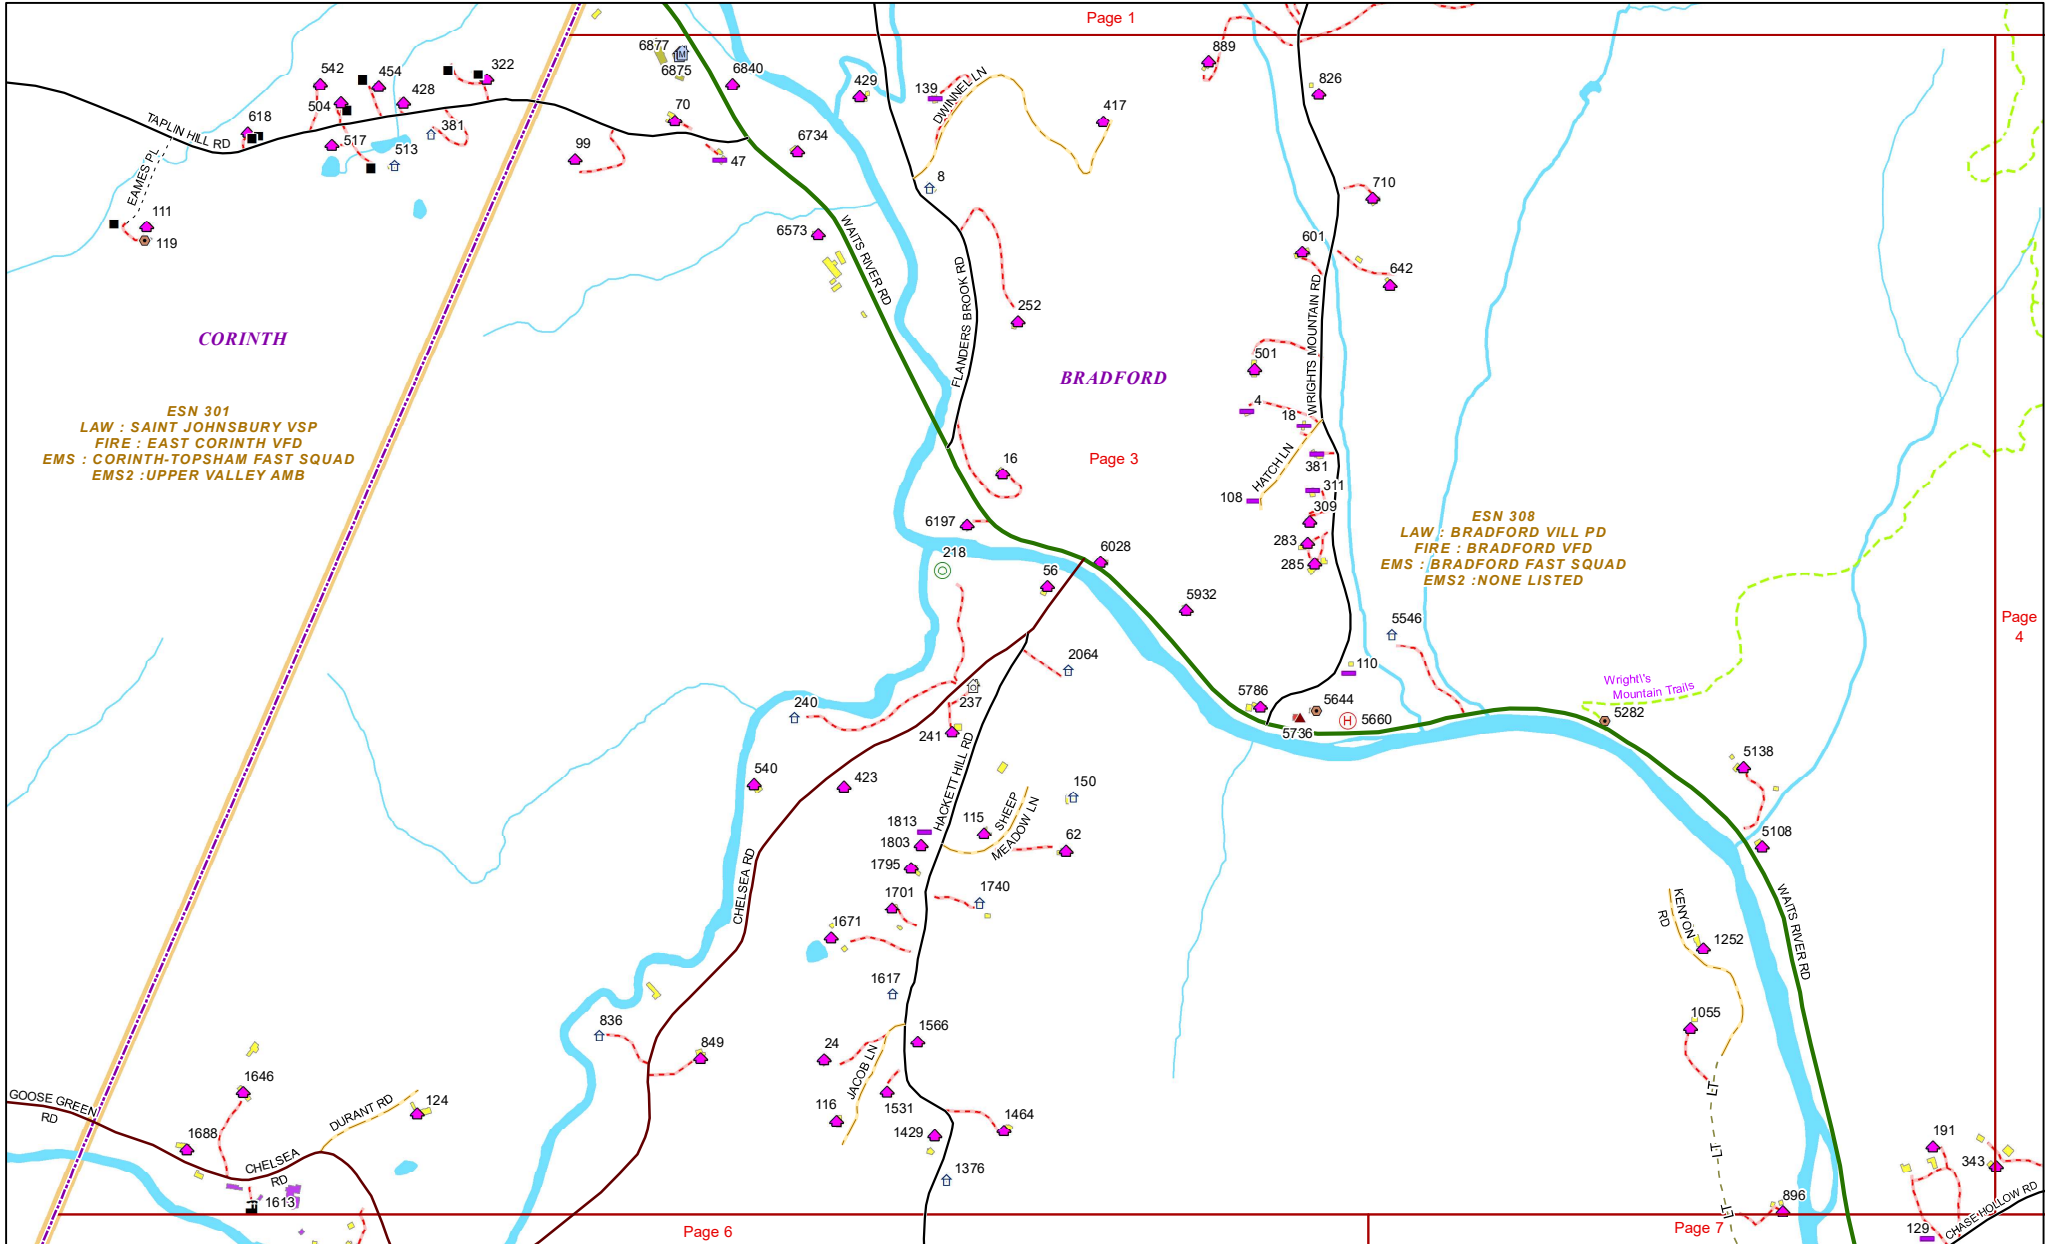 Page 1
889
6877
6875
6840
542
454
322
428
504
618
517
513
381
TAPLIN HILL RD
EAMES PL
111
119
70
99
47
6734
429
139
DWINNELL LN
417
826
8
710
6573
WAITS RIVER RD
601
642
252
FLANDERS BROOK RD
WRIGHTS MOUNTAIN RD
CORINTH
BRADFORD
501
4
18
ESN 301
LAW : SAINT JOHNSBURY VSP
FIRE : EAST CORINTH VFD
EMS : CORINTH-TOPSHAM FAST SQUAD
EMS2 :UPPER VALLEY AMB
16
Page 3
HATCH LN
381
108
311
309
283
285
ESN 308
LAW : BRADFORD VILL PD
FIRE : BRADFORD VFD
EMS : BRADFORD FAST SQUAD
EMS2 :NONE LISTED
6197
218
6028
56
5932
5546
Page
4
2064
110
Wright\'s
Mountain Trails
240
237
241
5786
5644
H
5660
5736
5282
5138
540
423
HACKETT HILL RD
150
SHEEP
MEADOW LN
115
62
1813
1803
1795
5108
CHELSEA RD
1701
1740
1671
WAITS RIVER RD
KENYON
RD
1252
1617
836
849
24
1566
JACOB LN
1055
1646
GOOSE GREEN
RD
DURANT RD
124
116
1531
1464
1429
LT
1688
CHELSEA
RD
1613
1376
LT LT
191
343
896
LT
129
CHASE HOLLOW RD
Page 6
Page 7